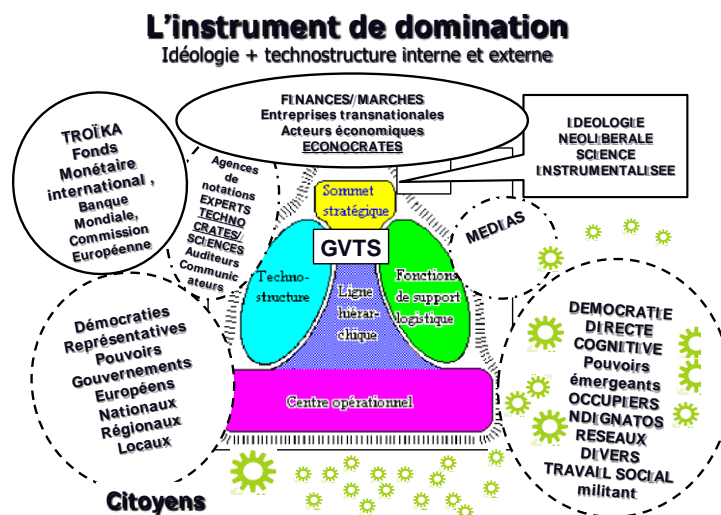 L'instrument de domination
Idéologie + technostructure interne et externe
FINANCES/MARCHES
Entreprises transnationales
Acteurs économiques
ECONOCRATES
IDEOLOGIE
NEOLIBERALE
SCIENCE
INSTRUMENTALISEE
TROÏKA
Fonds
Monétaire
international ,
Banque
Mondiale,
Commission
Européenne
Agences
de
notations
EXPERTS
TECHNO
CRATES/
SCIENCES
Auditeurs
Communic
ateurs
Sommet
stratégique
GVTS
MEDIAS
Techno-
structure
Ligne
hiérar-
chique
Fonctions
de support
logistique
Centre opérationnel
Démocraties
Représentatives
Pouvoirs
Gouvernements
Européens
Nationaux
Régionaux
Locaux
DEMOCRATIE
DIRECTE
COGNITIVE
Pouvoirs
émergeants
OCCUPIERS
NDIGNATOS
RESEAUX
DIVERS
TRAVAIL SOCIAL
militant
Citoyens